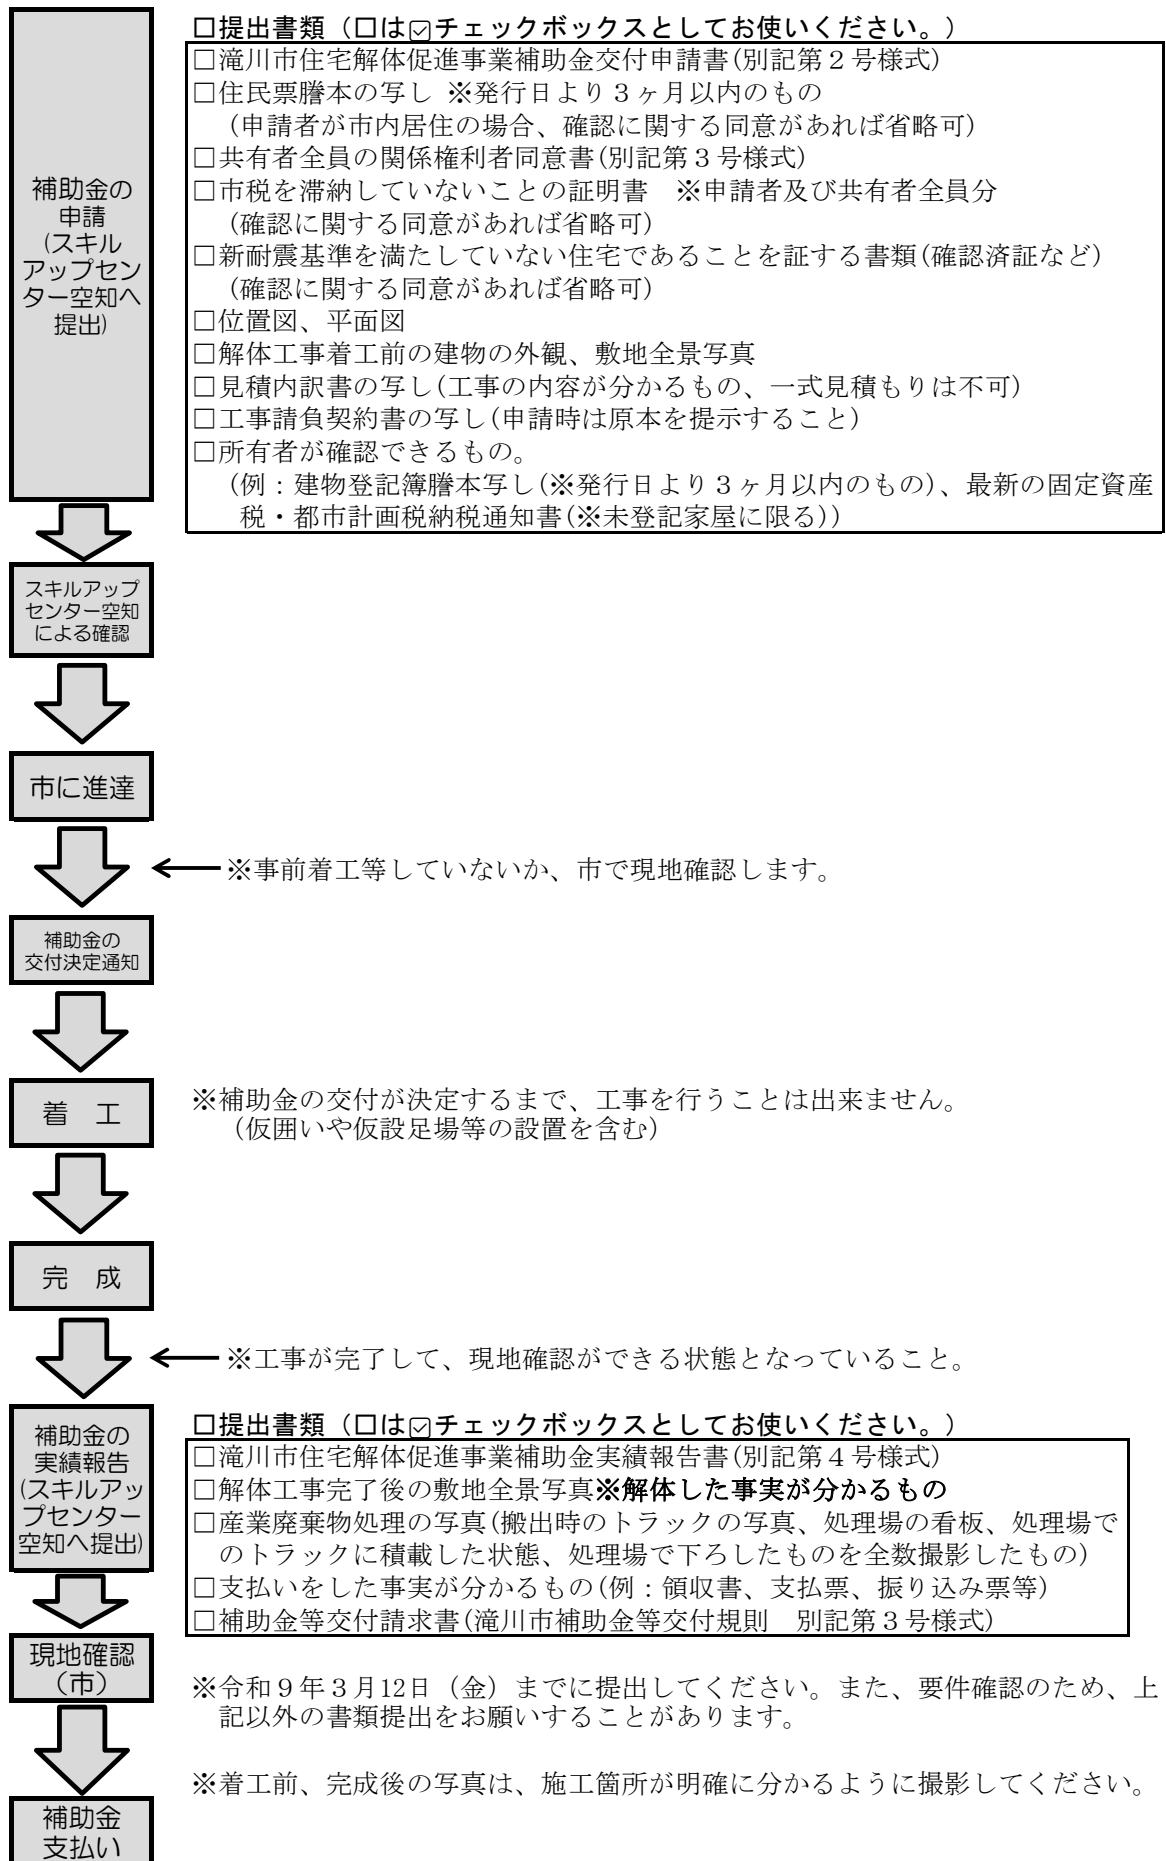 □提出書類（□は☑チェックボックスとしてお使いください。）
□滝川市住宅解体促進事業補助金交付申請書(別記第２号様式)
□住民票謄本の写し ※発行日より３ヶ月以内のもの
（申請者が市内居住の場合、確認に関する同意があれば省略可）
□共有者全員の関係権利者同意書(別記第３号様式)
□市税を滞納していないことの証明書　※申請者及び共有者全員分
（確認に関する同意があれば省略可）
□新耐震基準を満たしていない住宅であることを証する書類(確認済証など)
（確認に関する同意があれば省略可）
□位置図、平面図
□解体工事着工前の建物の外観、敷地全景写真
□見積内訳書の写し(工事の内容が分かるもの、一式見積もりは不可)
□工事請負契約書の写し(申請時は原本を提示すること)
□所有者が確認できるもの。
（例：建物登記簿謄本写し(※発行日より３ヶ月以内のもの)、最新の固定資産
税・都市計画税納税通知書(※未登記家屋に限る)）
補助金の
申請
(スキル
アップセン
ター空知へ
提出)
スキルアップ
センター空知
による確認
市に進達
※事前着工等していないか、市で現地確認します。
補助金の
交付決定通知
着　工
※補助金の交付が決定するまで、工事を行うことは出来ません。
（仮囲いや仮設足場等の設置を含む）
完　成
※工事が完了して、現地確認ができる状態となっていること。
補助金の
実績報告
(スキルアッ
プセンター
空知へ提出)
□提出書類（□は☑チェックボックスとしてお使いください。）
□滝川市住宅解体促進事業補助金実績報告書(別記第４号様式)
□解体工事完了後の敷地全景写真※解体した事実が分かるもの
□産業廃棄物処理の写真(搬出時のトラックの写真、処理場の看板、処理場で
のトラックに積載した状態、処理場で下ろしたものを全数撮影したもの)
□支払いをした事実が分かるもの(例：領収書、支払票、振り込み票等)
□補助金等交付請求書(滝川市補助金等交付規則　別記第３号様式)
現地確認
（市）
※令和９年３月12日（金）までに提出してください。また、要件確認のため、上
記以外の書類提出をお願いすることがあります。
※着工前、完成後の写真は、施工箇所が明確に分かるように撮影してください。
補助金
支払い